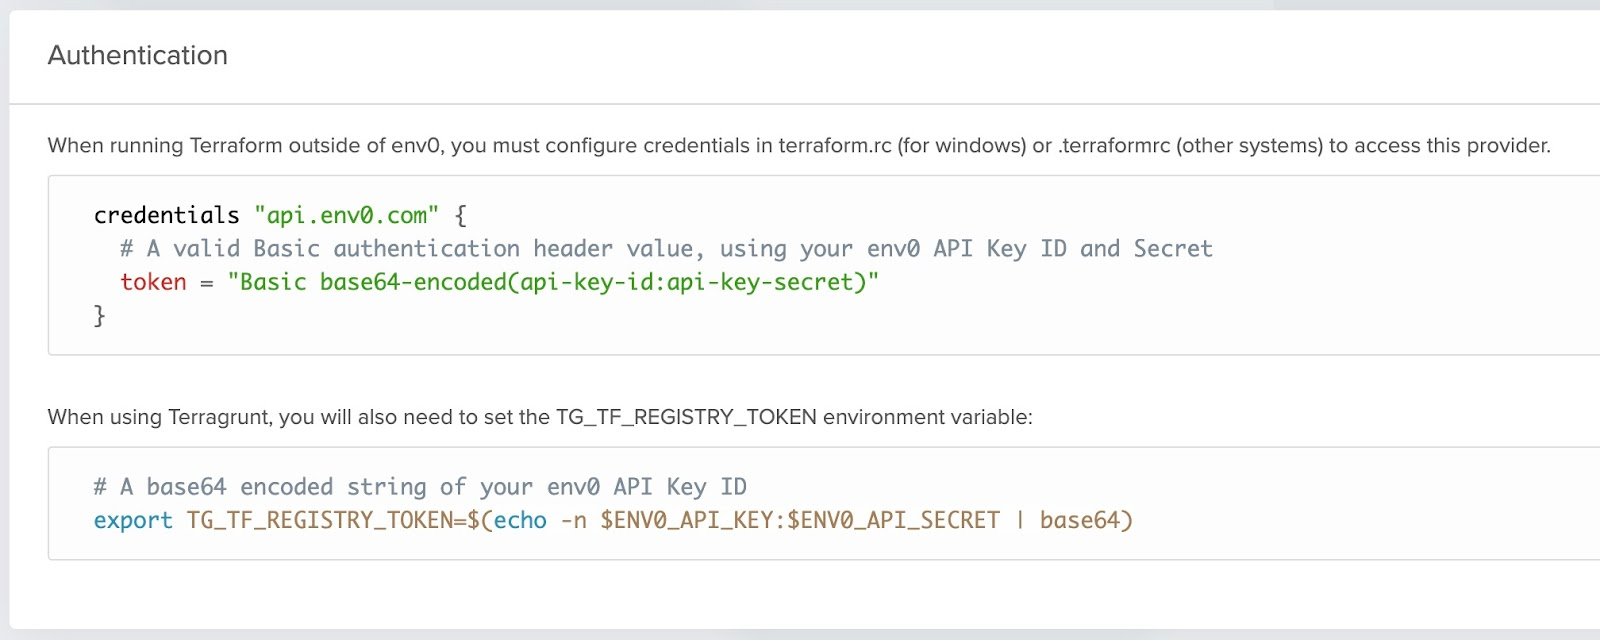 Authentication
When running Terraform outside of env0, you must configure credentials in terraform.rc (for windows) or .terraformrc (other systems) to access this provider.
credentials "api.env0.com" {
  # A valid Basic authentication header value, using your env0 API Key ID and Secret
  token = "Basic base64-encoded(api-key-id:api-key-secret)"
}
When using Terragrunt, you will also need to set the TG_TF_REGISTRY_TOKEN environment variable:
# A base64 encoded string of your env0 API Key ID
export TG_TF_REGISTRY_TOKEN=$(echo -n $ENV0_API_KEY:$ENV0_API_SECRET | base64)